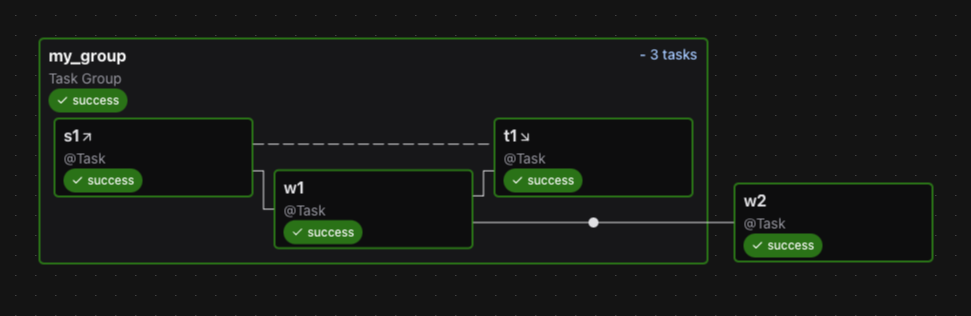 my_group
- 3 tasks
Task Group
✓ success
s1↗
@Task
✓ success
w1
@Task
✓ success
t1↘
@Task
✓ success
w2
@Task
✓ success